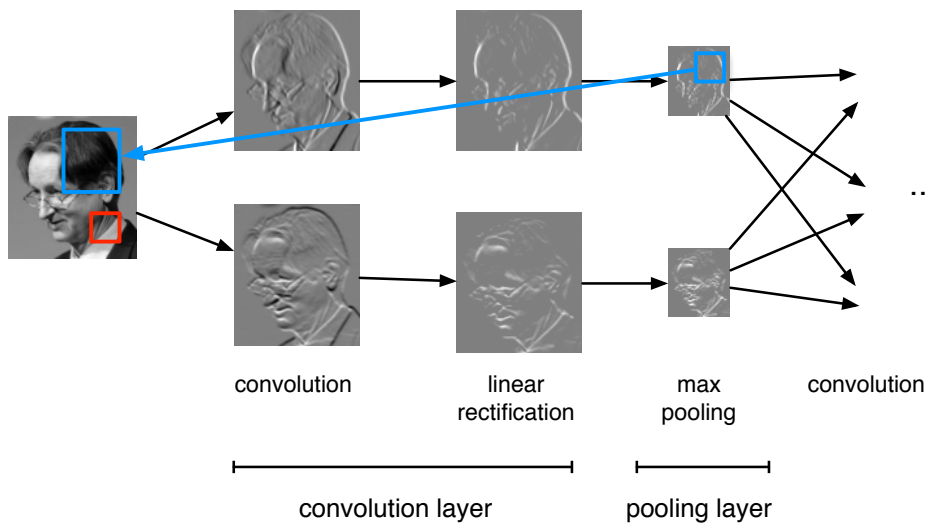 ..
convolution
linear
rectification
max
pooling
convolution
convolution layer
pooling layer